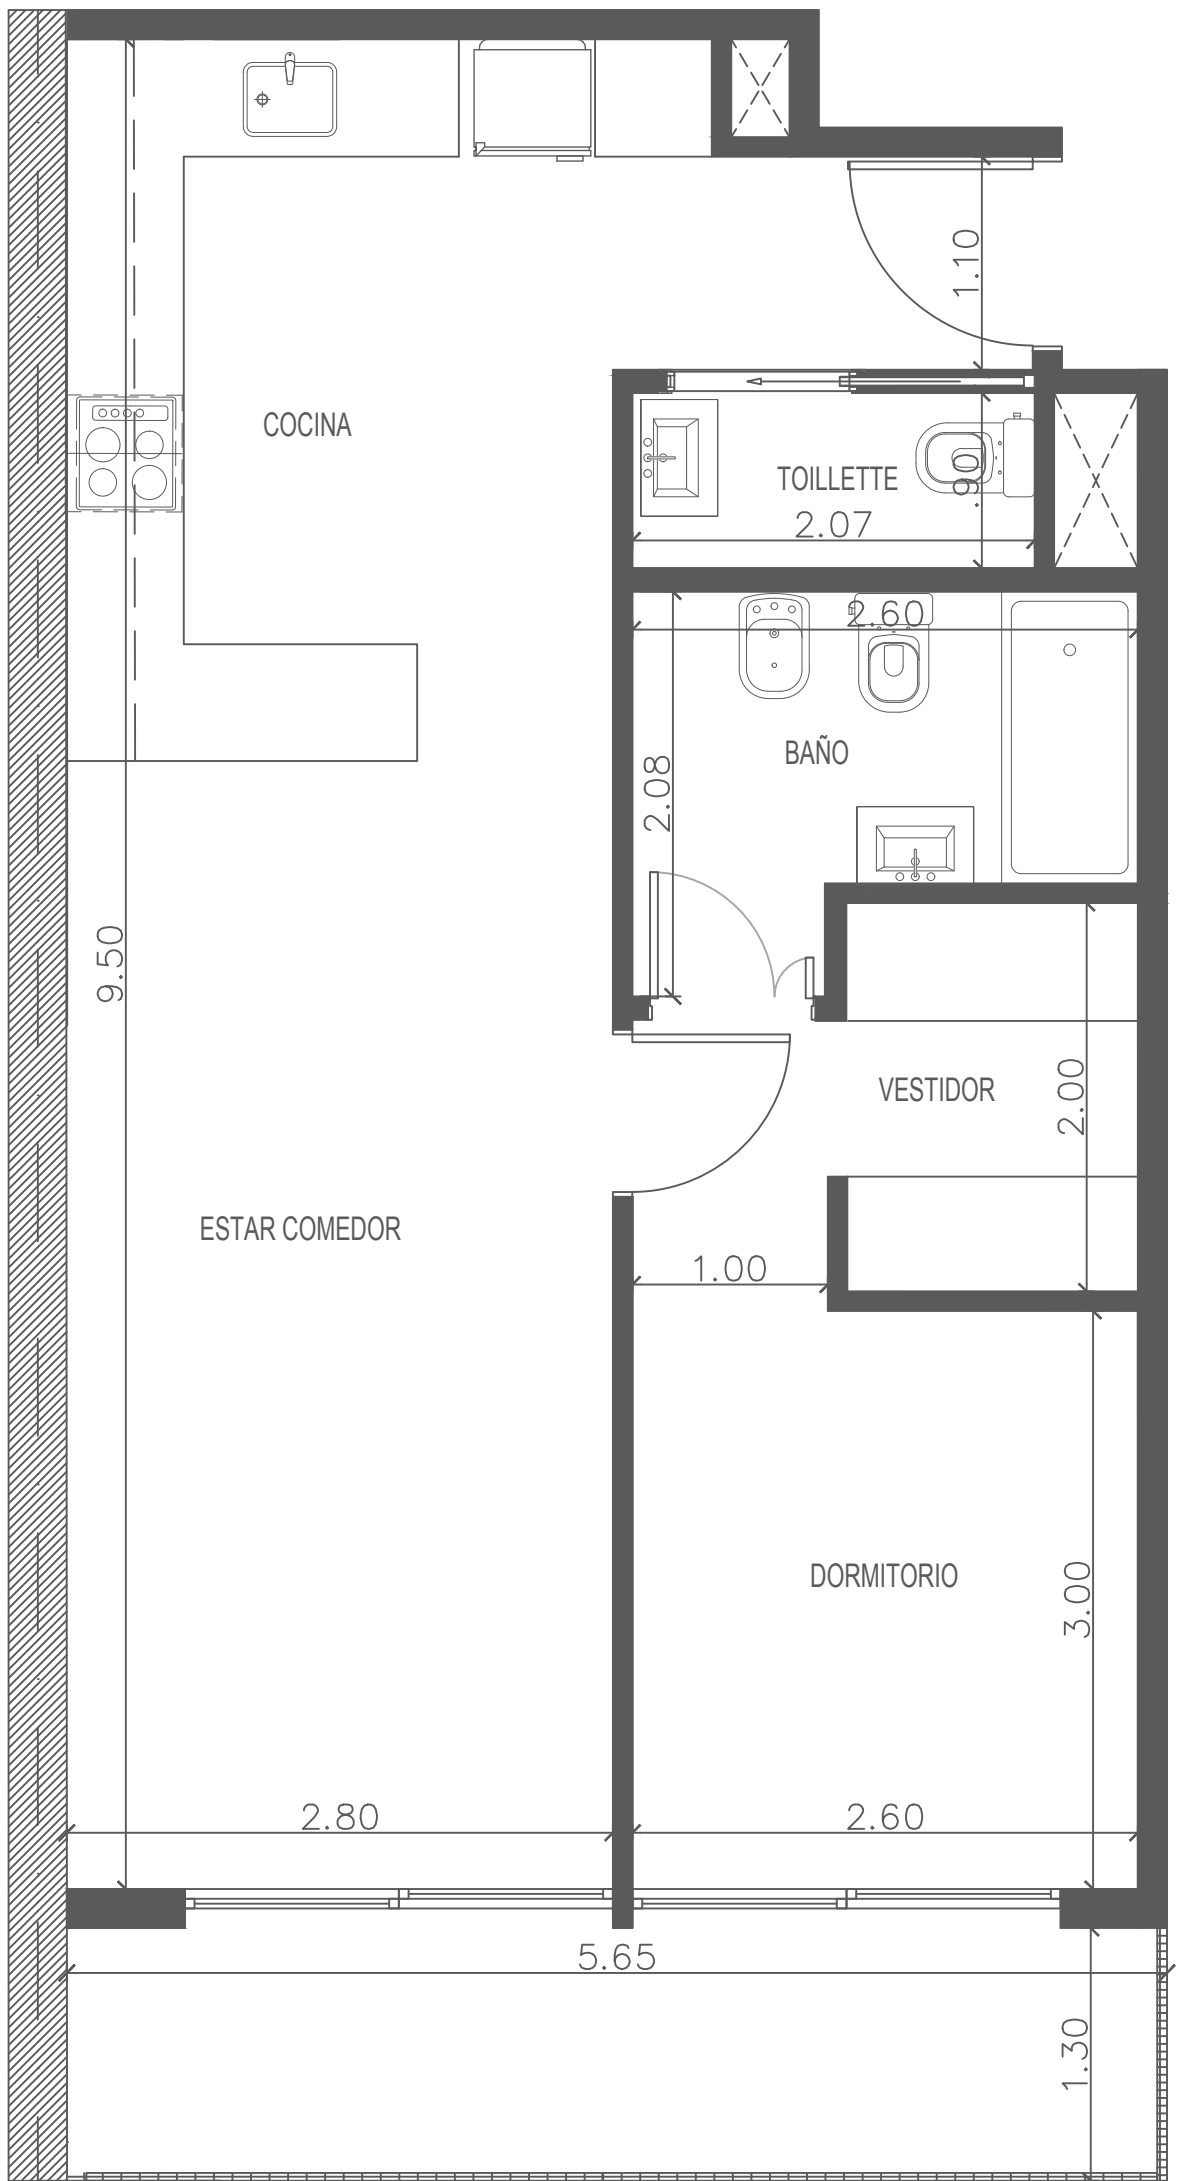 1.10
COCINA
TOILLETTE
.90
2.07
2.60
BAÑO
2.08
9.50
VESTIDOR
2.00
ESTAR COMEDOR
1.00
DORMITORIO
3.00
2.80
2.60
5.65
1.30